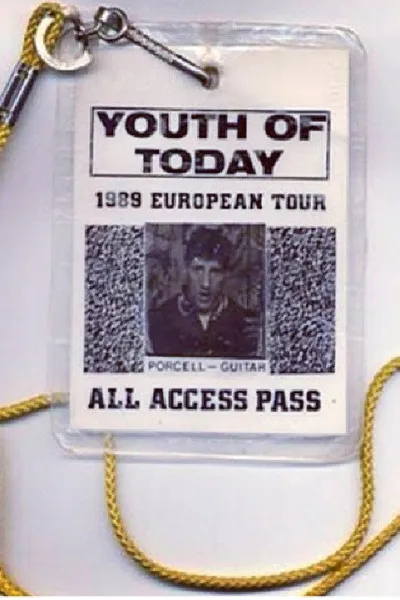 YOUTH OF
TODAY
1989 EUROPEAN TOUR
PORCELL — GUITAR
ALL ACCESS PASS